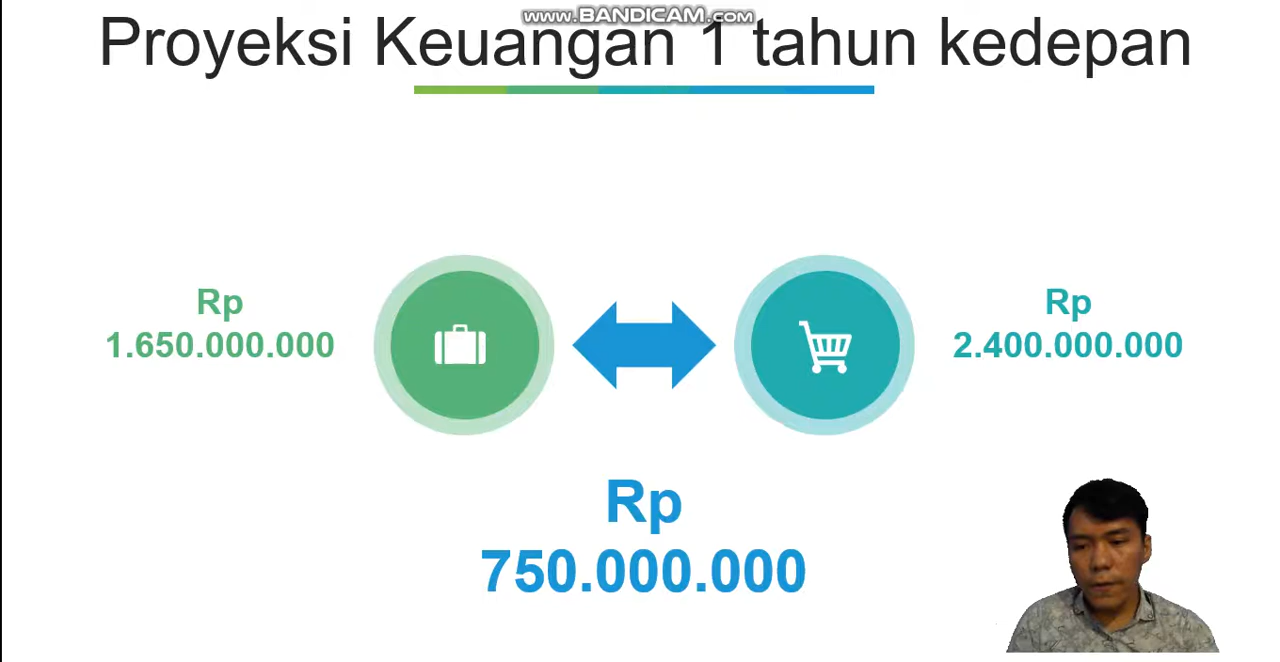 www.BANDICAM.com
Proyeksi Keuangan 1 tahun kedepan
Rp
1.650.000.000
Rp
2.400.000.000
Rp
750.000.000